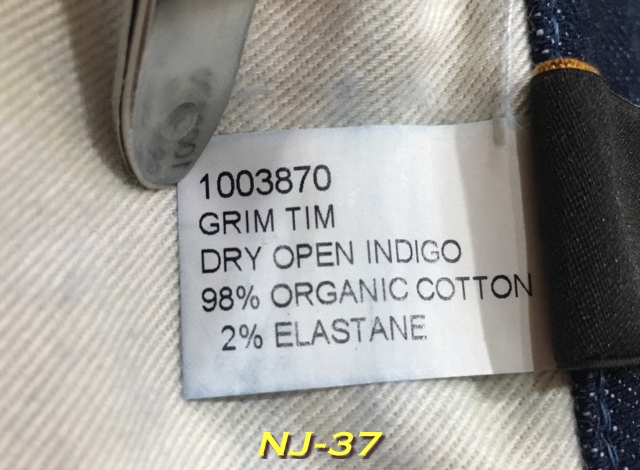 1003870
GRIM TIM
DRY OPEN INDIGO
98% ORGANIC COTTON
2% ELASTANE
NJ-37